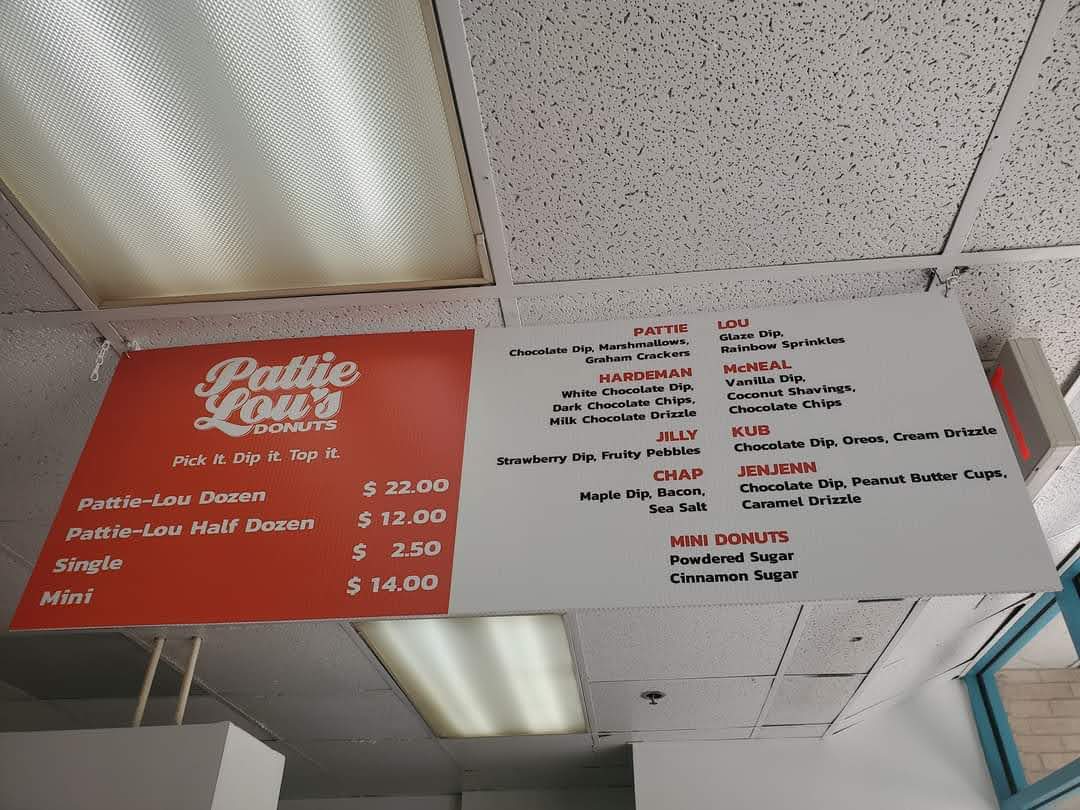 Pattie
Lou's
DONUTS
Pick It. Dip it. Top it.
Pattie-Lou Dozen $ 22.00
Pattie-Lou Half Dozen $ 12.00
Single $ 2.50
Mini $ 14.00
PATTIE
Chocolate Dip, Marshmallows,
Graham Crackers
HARDEMAN
White Chocolate Dip,
Dark Chocolate Chips,
Milk Chocolate Drizzle
JILLY
Strawberry Dip, Fruity Pebbles
CHAP
Maple Dip, Bacon,
Sea Salt
LOU
Glaze Dip,
Rainbow Sprinkles
McNEAL
Vanilla Dip,
Coconut Shavings,
Chocolate Chips
KUB
Chocolate Dip, Oreos, Cream Drizzle
JENJENN
Chocolate Dip, Peanut Butter Cups,
Caramel Drizzle
MINI DONUTS
Powdered Sugar
Cinnamon Sugar